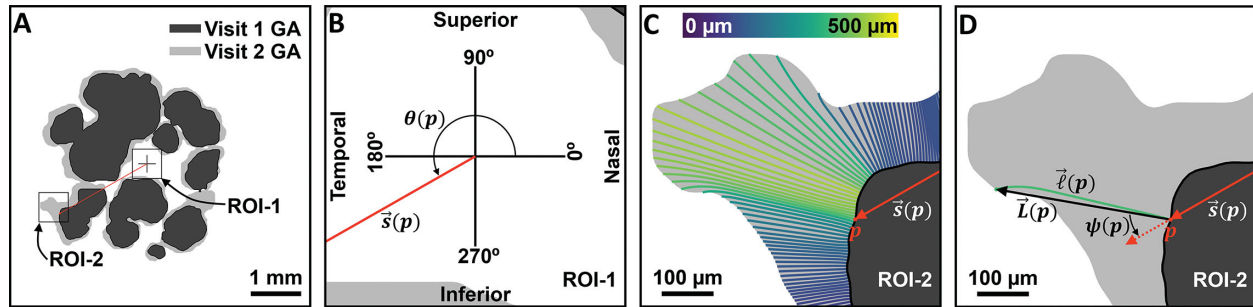 A
Visit 1 GA
Visit 2 GA
ROI-1
ROI-2
1 mm
B
Superior
90º
θ(p)
Temporal
180º
0º
Nasal
s⃗(p)
270º
Inferior
ROI-1
C
0 µm
500 µm
s⃗(p)
p
100 µm
ROI-2
D
ℓ⃗(p)
L⃗(p)
ψ(p)
s⃗(p)
100 µm
ROI-2